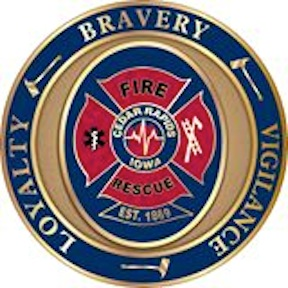 BRAVERY
LOYALTY
VIGILANCE
FIRE
CEDAR RAPIDS
IOWA
RESCUE
EST. 1869